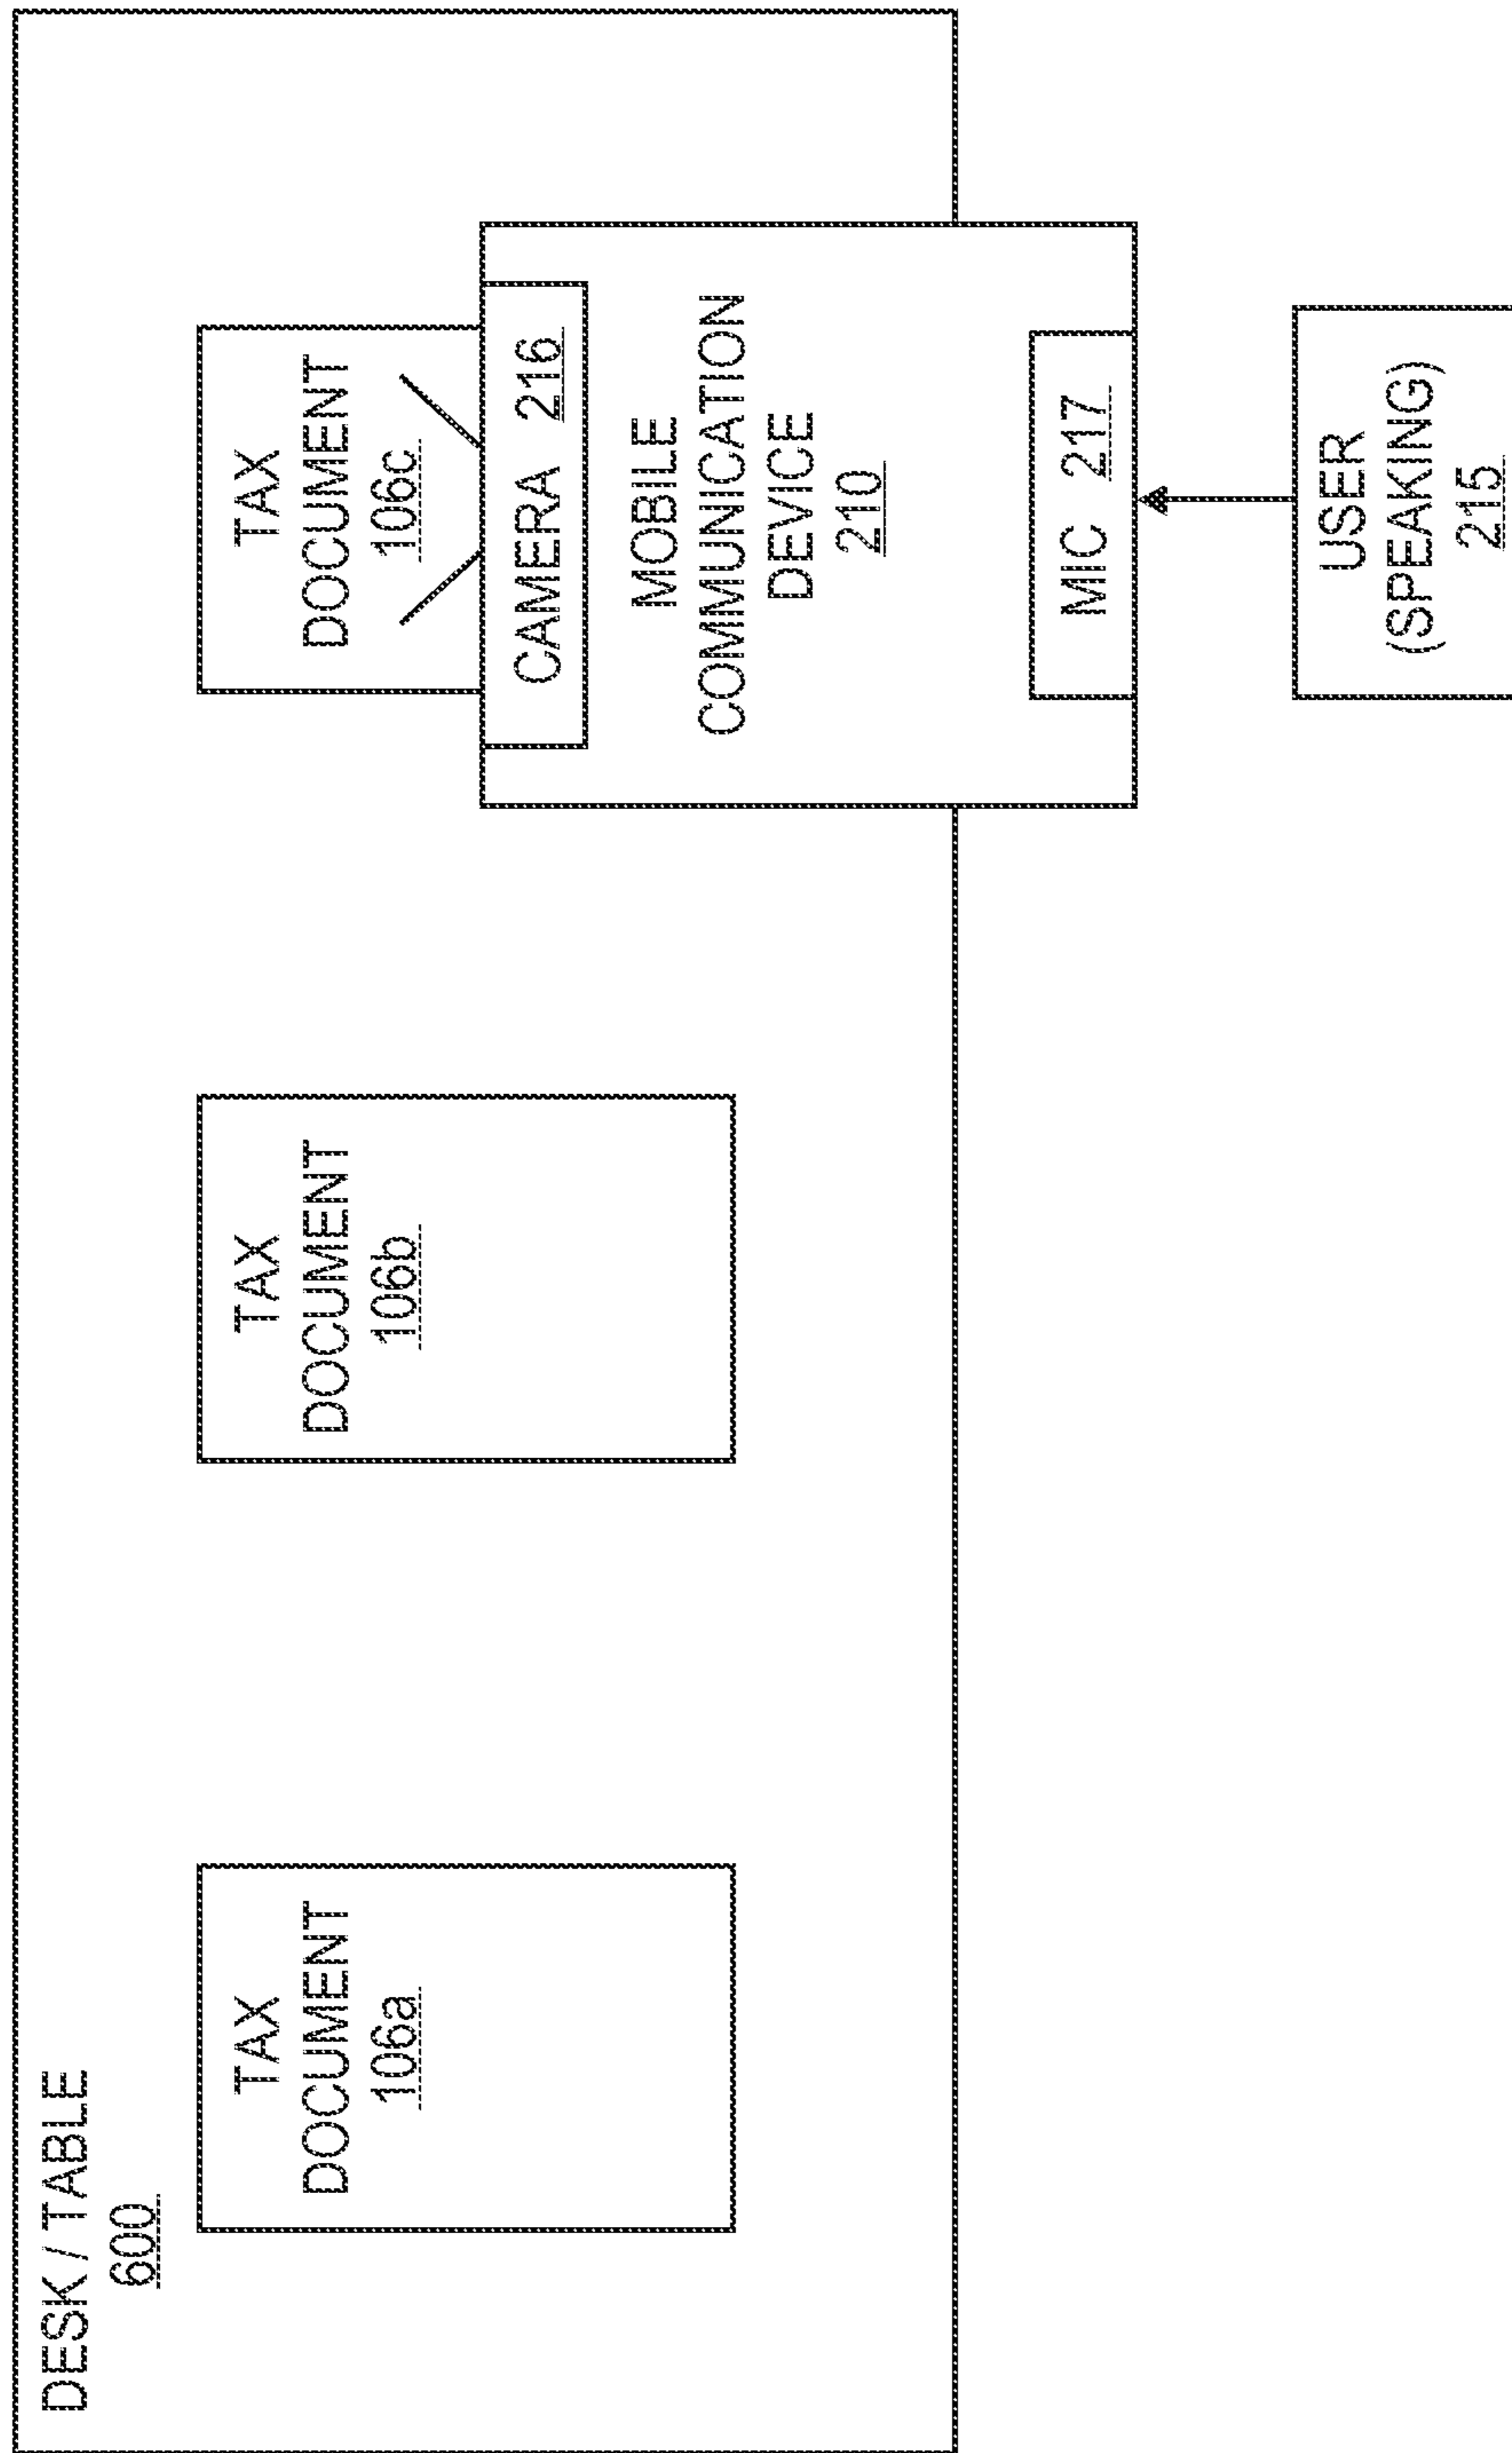 DESK / TABLE
600
TAX
DOCUMENT
106a
TAX
DOCUMENT
106b
TAX
DOCUMENT
106c
CAMERA 216
MOBILE
COMMUNICATION
DEVICE
210
MIC 217
USER
(SPEAKING)
215